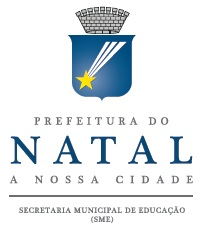 PREFEITURA DO
NATAL
A NOSSA CIDADE
SECRETARIA MUNICIPAL DE EDUCAÇÃO
(SME)